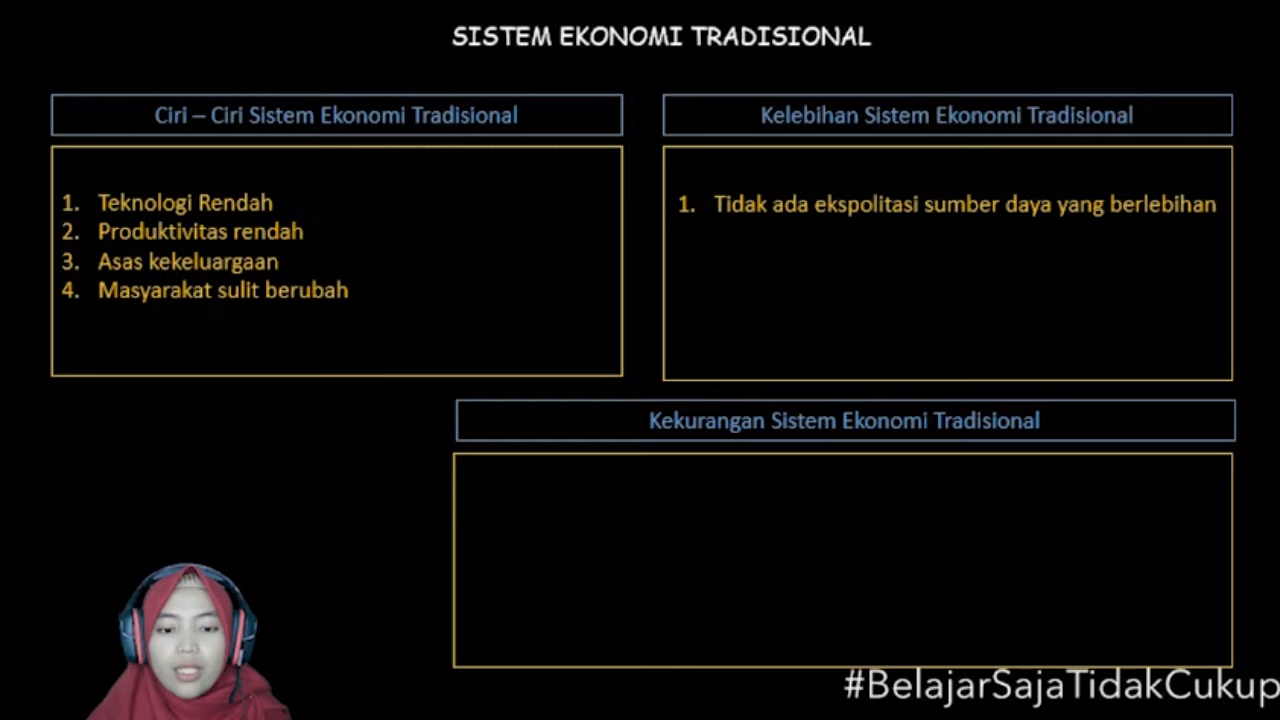 SISTEM EKONOMI TRADISIONAL
Ciri – Ciri Sistem Ekonomi Tradisional
1. Teknologi Rendah
2. Produktivitas rendah
3. Asas kekeluargaan
4. Masyarakat sulit berubah
Kelebihan Sistem Ekonomi Tradisional
1. Tidak ada ekspolitasi sumber daya yang berlebihan
Kekurangan Sistem Ekonomi Tradisional
#BelajarSajaTidakCukup